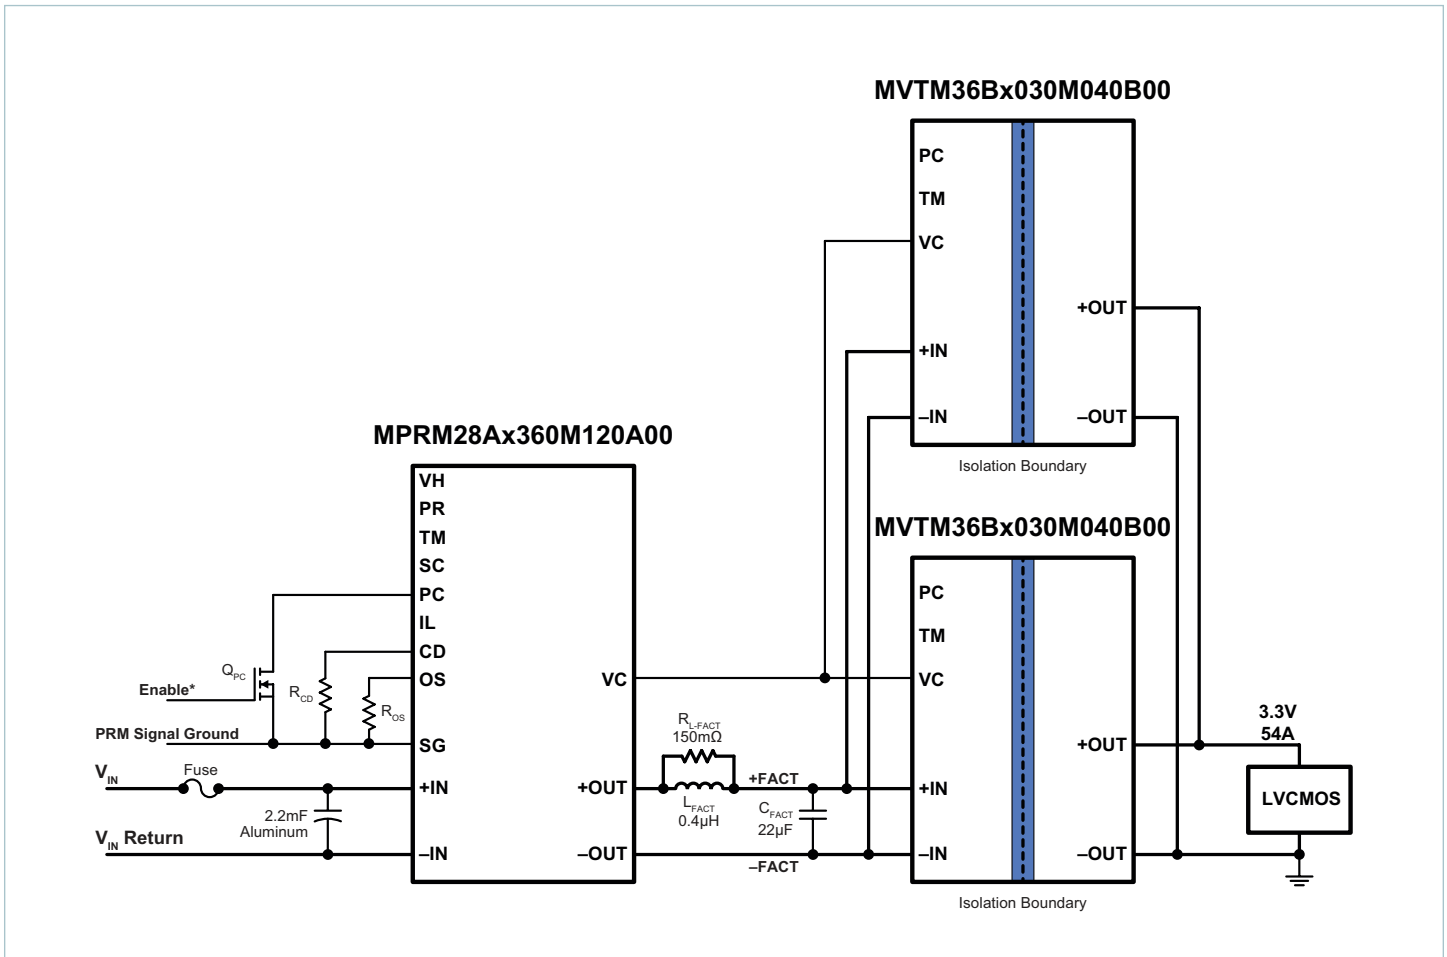 MVTM36Bx030M040B00
PC
TM
VC
+OUT
+IN
–IN
–OUT
Isolation Boundary
MPRM28Ax360M120A00
VH
PR
TM
SC
PC
IL
CD
OS
SG
+IN
–IN
VC
+OUT
–OUT
Q_PC
Enable*
R_CD
R_OS
PRM Signal Ground
V_IN
Fuse
2.2mF
Aluminum
V_IN Return
R_L-FACT
150mΩ
L_FACT
0.4µH
+FACT
C_FACT
22µF
–FACT
MVTM36Bx030M040B00
PC
TM
VC
+OUT
+IN
–IN
–OUT
Isolation Boundary
3.3V
54A
LVCMOS